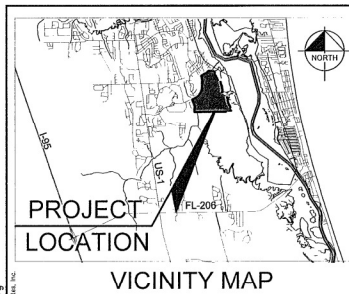 NORTH
I-95
US-1
FL-206
PROJECT
LOCATION
VICINITY MAP